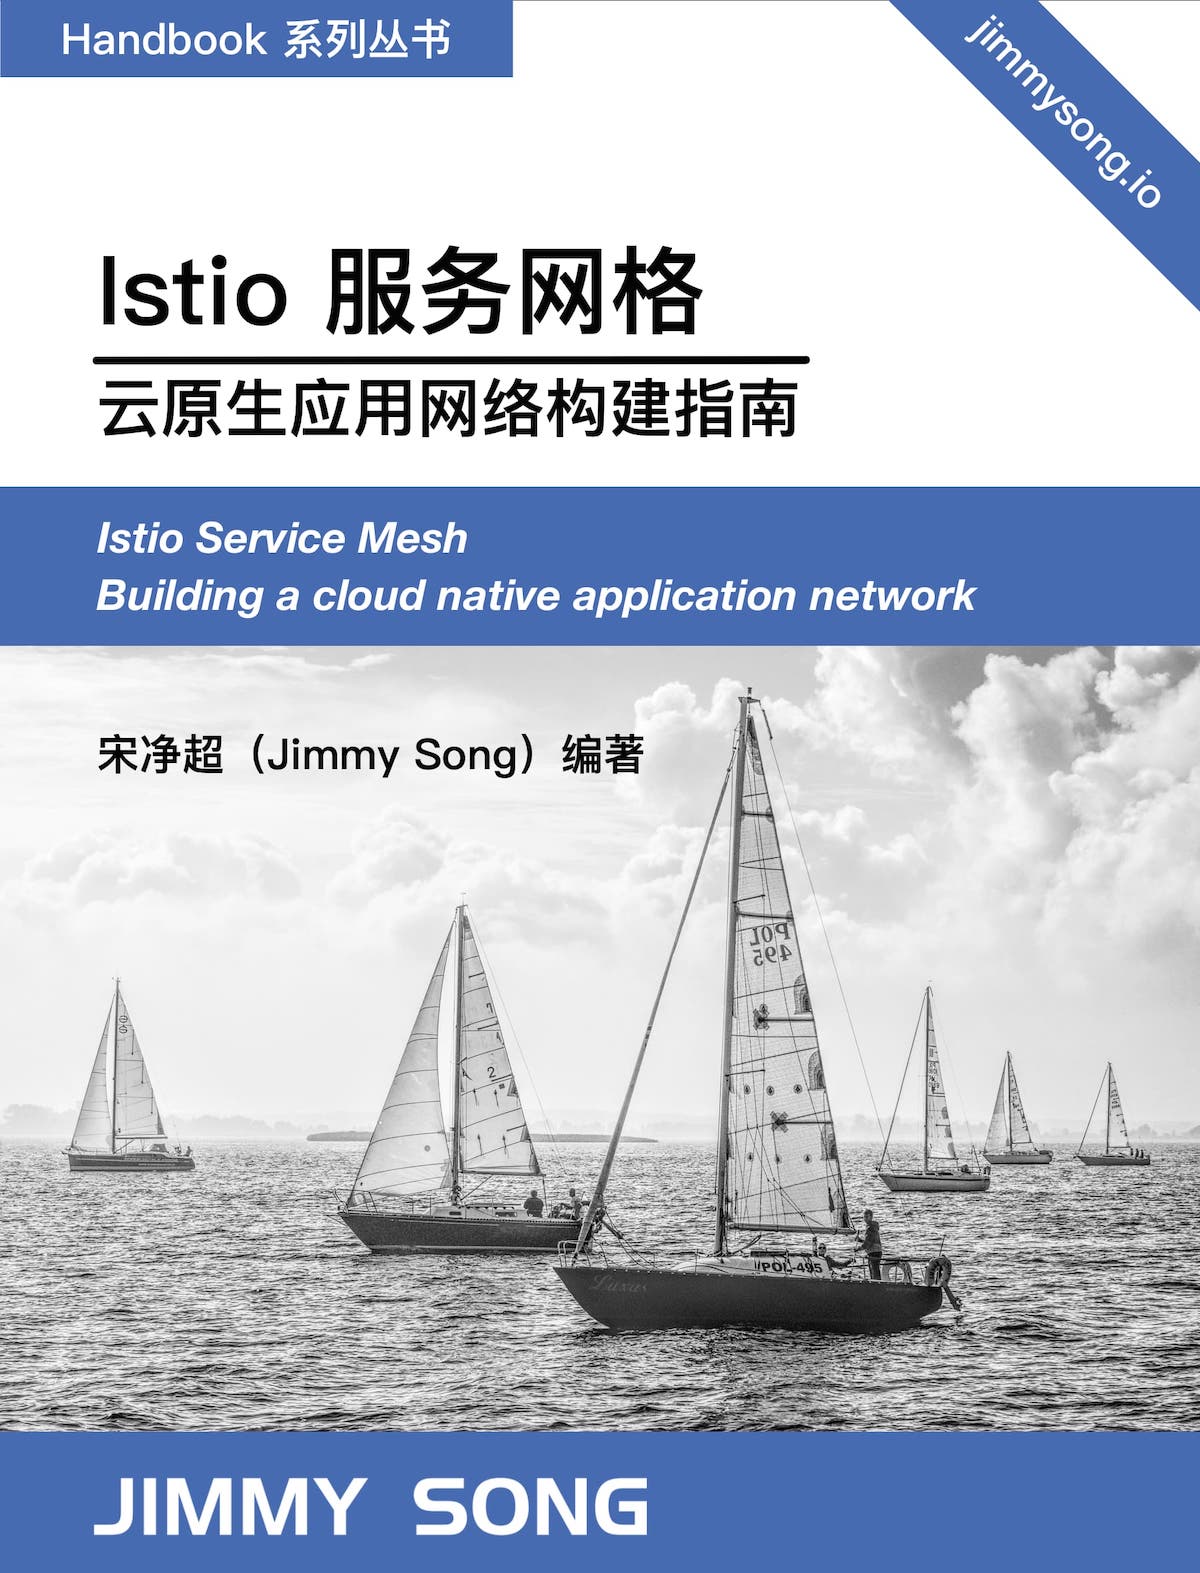 Handbook 系列丛书
jimmysong.io
Istio 服务网格
云原生应用网络构建指南
Istio Service Mesh
Building a cloud native application network
宋净超（Jimmy Song）编著
POL
495
2
POL-495
Luxus
JIMMY SONG